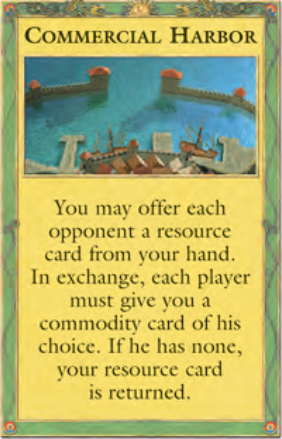 COMMERCIAL HARBOR
You may offer each
opponent a resource
card from your hand.
In exchange, each player
must give you a
commodity card of his
choice. If he has none,
your resource card
is returned.